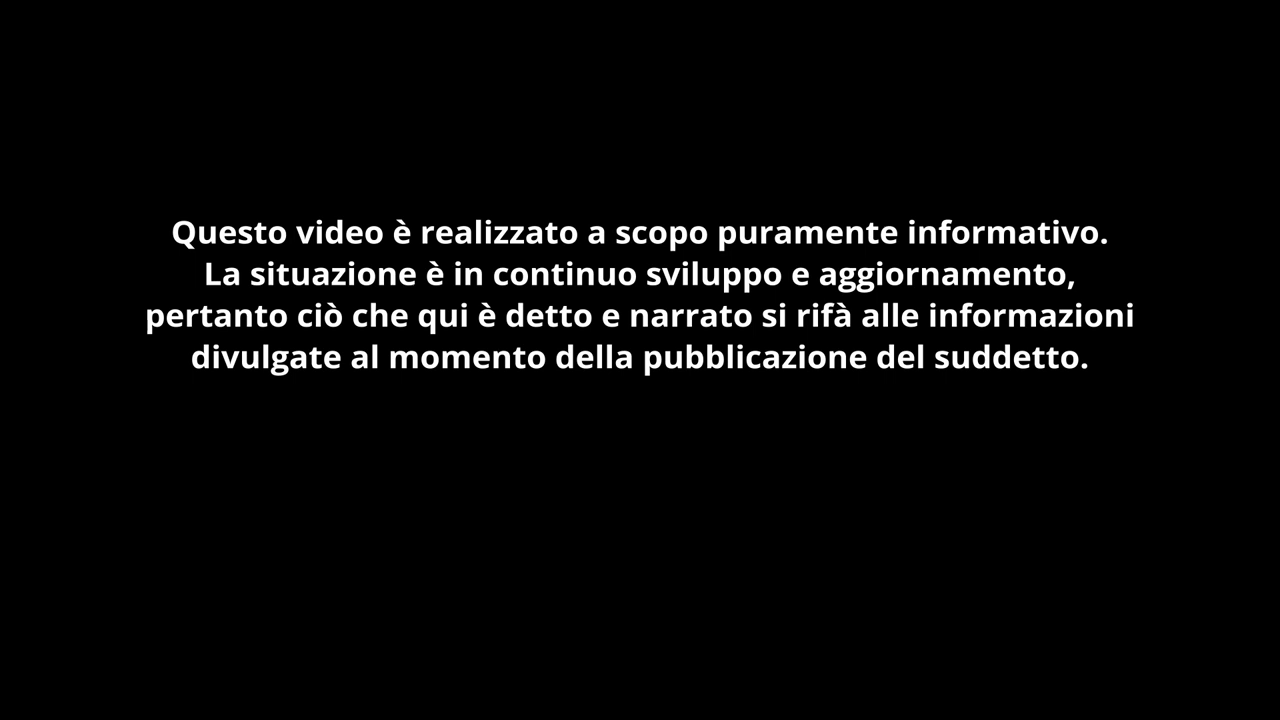 Questo video è realizzato a scopo puramente informativo.
La situazione è in continuo sviluppo e aggiornamento,
pertanto ciò che qui è detto e narrato si rifà alle informazioni
divulgate al momento della pubblicazione del suddetto.